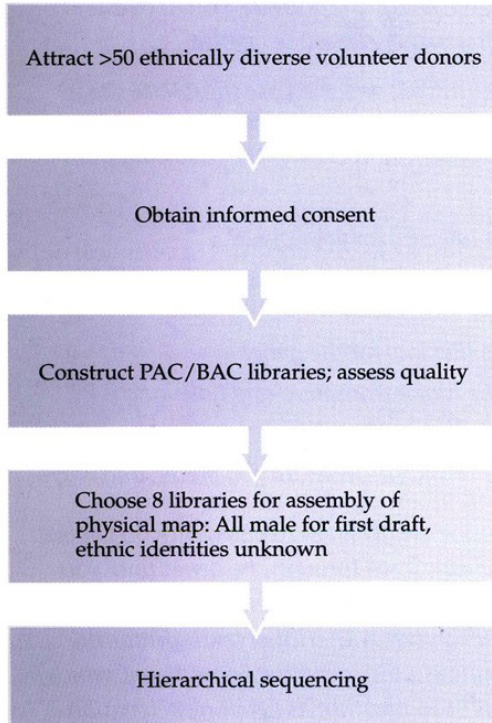 Attract >50 ethnically diverse volunteer donors
Obtain informed consent
Construct PAC/BAC libraries; assess quality
Choose 8 libraries for assembly of
physical map: All male for first draft,
ethnic identities unknown
Hierarchical sequencing